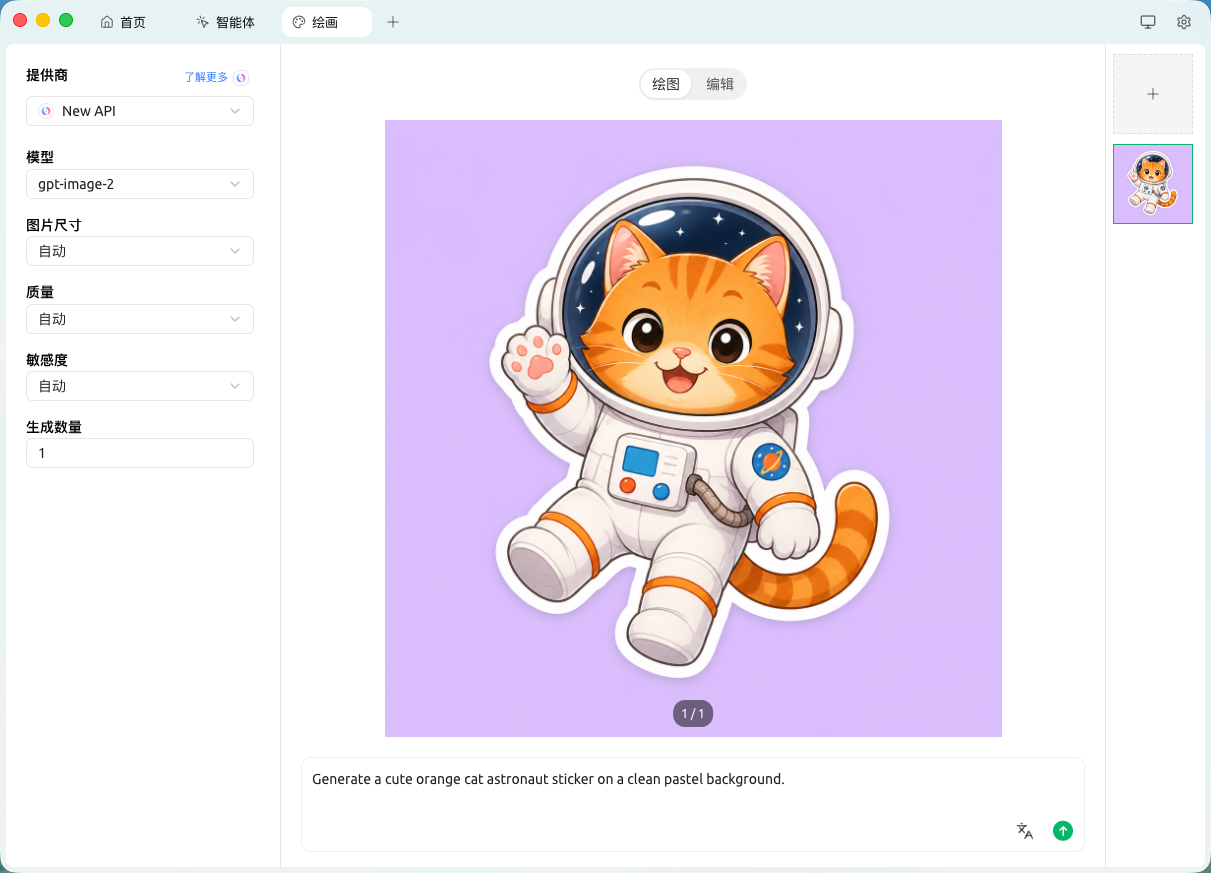 首页
智能体
绘画
提供商
了解更多
New API
模型
gpt-image-2
图片尺寸
自动
质量
自动
敏感度
自动
生成数量
1
绘图
编辑
1 / 1
Generate a cute orange cat astronaut sticker on a clean pastel background.